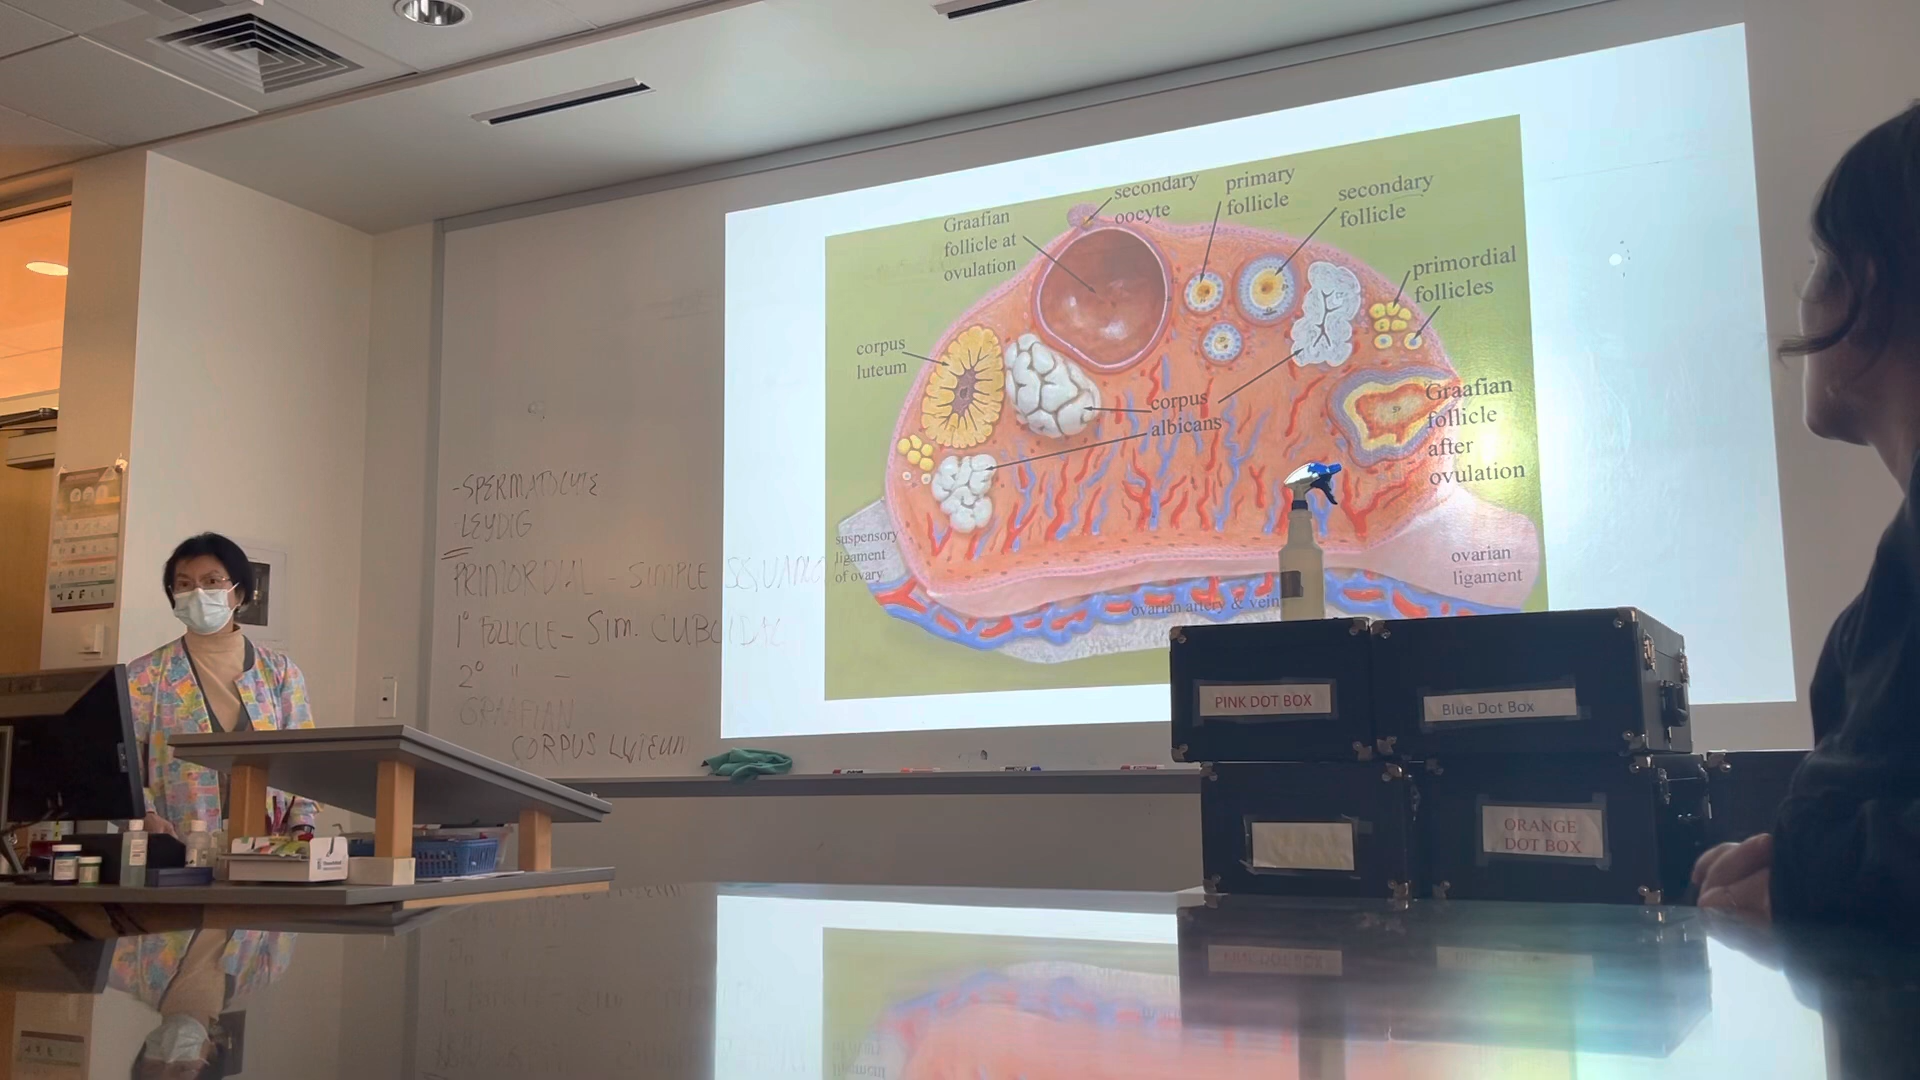 secondary
oocyte
primary
follicle
secondary
follicle
Graafian
follicle at
ovulation
primordial
follicles
corpus
luteum
corpus
albicans
Graafian
follicle
after
ovulation
suspensory
ligament
of ovary
ovarian
ligament
ovarian artery & vein
-SPERMATOCYTE
LEYDIG
PRIMORDIAL - SIMPLE SQUAMO
1° FOLLICLE- SIM. CUBOIDAL
2° " -
GRAAFIAN
CORPUS LUTEUM
PINK DOT BOX
Blue Dot Box
ORANGE
DOT BOX